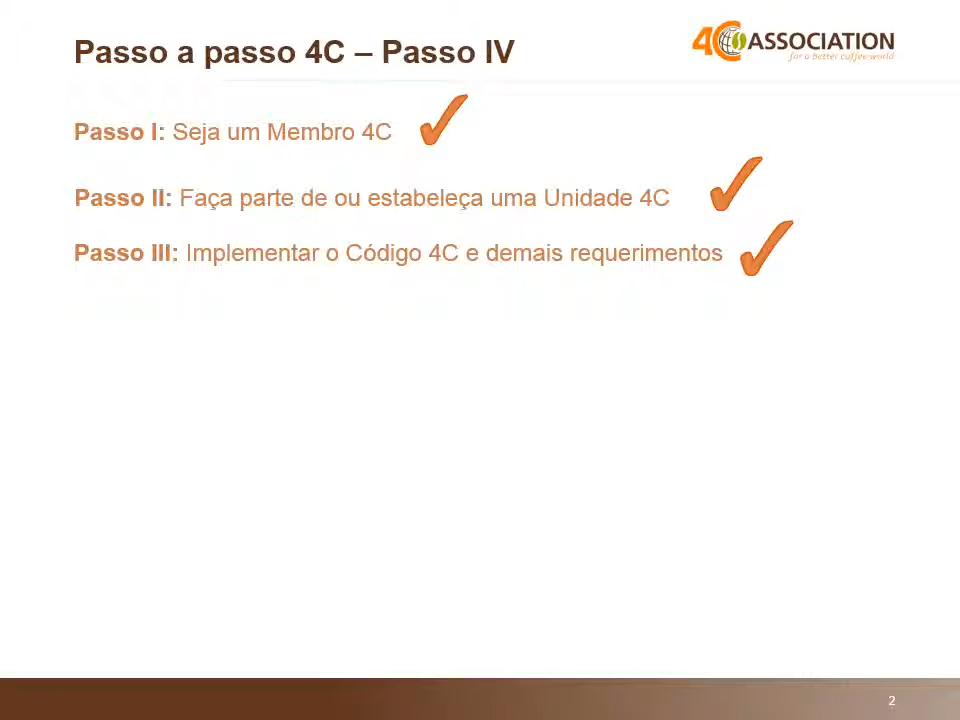 Passo a passo 4C – Passo IV
4C ASSOCIATION
for a better coffee world
Passo I: Seja um Membro 4C
Passo II: Faça parte de ou estabeleça uma Unidade 4C
Passo III: Implementar o Código 4C e demais requerimentos
2